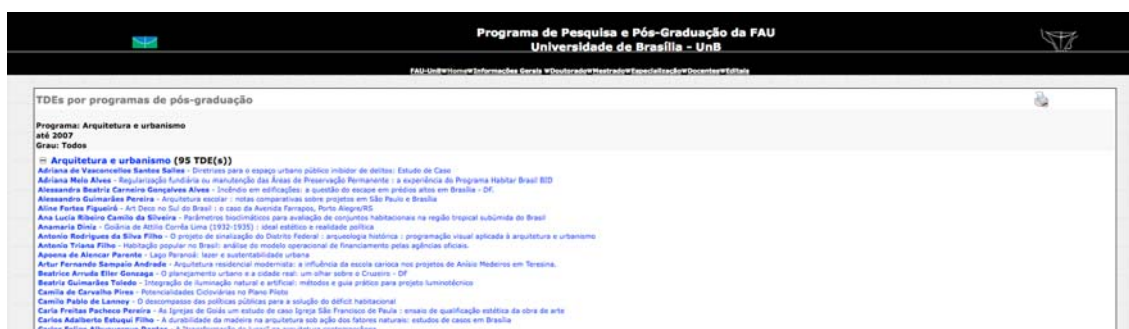 Programa de Pesquisa e Pós-Graduação da FAU
Universidade de Brasília - UnB
FAU-UnB Home Informações Gerais Doutorado Mestrado Especialização Docentes Editais
TDEs por programas de pós-graduação
Programa: Arquitetura e urbanismo
até 2007
Grau: Todos
Arquitetura e urbanismo (95 TDE(s))
Adriana de Vasconcellos Santos Salles - Diretrizes para o espaço urbano público inibidor de delitos: Estudo de Caso
Adriana Melo Alves - Regularização fundiária ou manutenção das Áreas de Preservação Permanente : a experiência do Programa Habitar Brasil BID
Alessandra Beatriz Carneiro Gonçalves Alves - Incêndio em edificações: a questão do escape em prédios altos em Brasília - DF.
Alessandro Guimarães Pereira - Arquitetura escolar : notas comparativas sobre projetos em São Paulo e Brasília
Aline Fortes Figueiró - Art Deco no Sul do Brasil : o caso da Avenida Farrapos, Porto Alegre/RS
Ana Lucia Ribeiro Camilo da Silveira - Parâmetros bioclimáticos para avaliação de conjuntos habitacionais na região tropical subúmida do Brasil
Anamaria Diniz - Goiânia de Attilio Corrêa Lima (1932-1935) : ideal estético e realidade política
Antonio Rodrigues da Silva Filho - O projeto de sinalização do Distrito Federal : arqueologia histórica : programação visual aplicada à arquitetura e urbanismo
Antonio Triana Filho - Habitação popular no Brasil: análise do modelo operacional de financiamento pelas agências oficiais.
Apoena de Alencar Parente - Lago Paranoá: lazer e sustentabilidade urbana
Artur Fernando Sampaio Andrade - Arquitetura residencial modernista: a influência da escola carioca nos projetos de Anísio Medeiros em Teresina.
Beatrice Arruda Eller Gonzaga - O planejamento urbano e a cidade real: um olhar sobre o Cruzeiro - DF
Beatriz Guimarães Toledo - Integração de iluminação natural e artificial: métodos e guia prático para projeto luminotécnico
Camila de Carvalho Pires - Potencialidades Cicloviárias no Plano Piloto
Camilo Pablo de Lannoy - O descompasso das políticas públicas para a solução do déficit habitacional
Carla Freitas Pacheco Pereira - As Igrejas de Goiás um estudo de caso Igreja São Francisco de Paula : ensaio de qualificação estética da obra de arte
Carlos Adalberto Estuqui Filho - A durabilidade da madeira na arquitetura sob ação dos fatores naturais: estudos de casos em Brasília